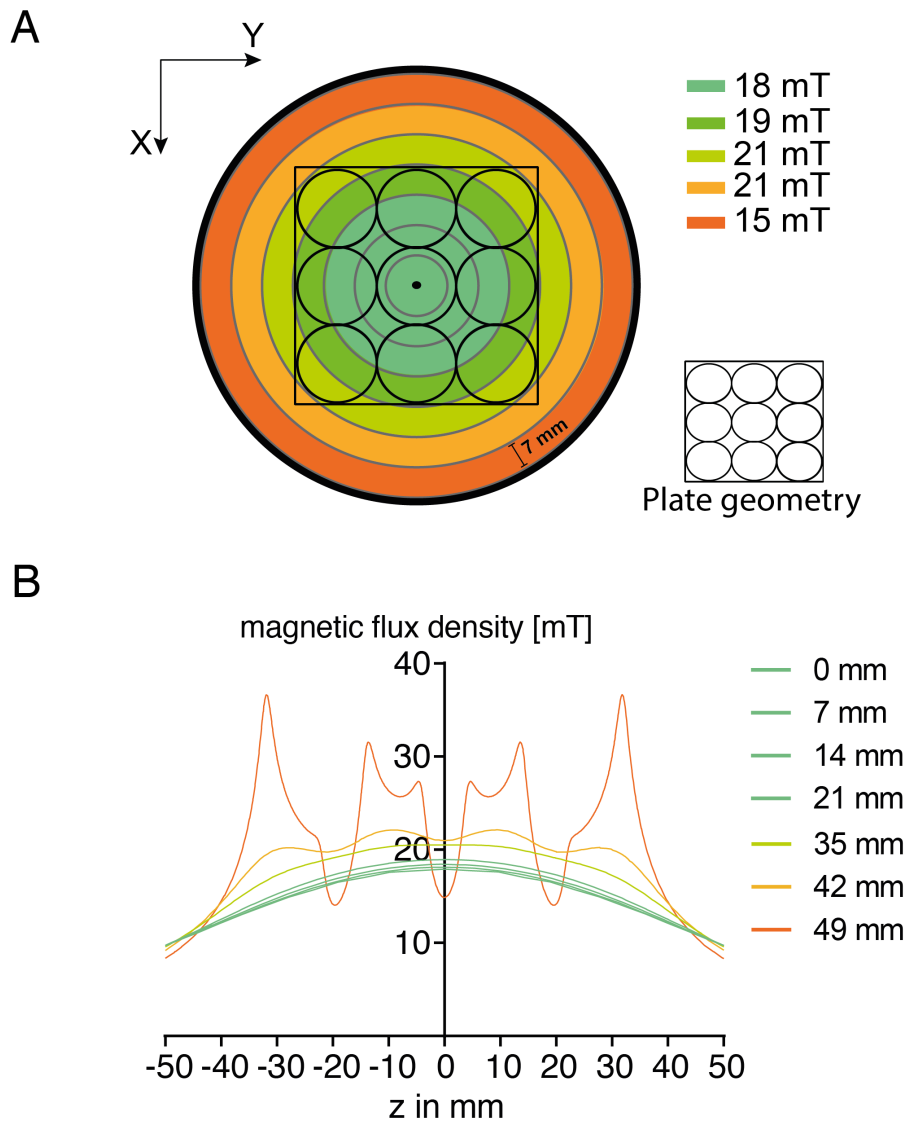 A
Y
X
18 mT
19 mT
21 mT
21 mT
15 mT
7 mm
Plate geometry
B
magnetic flux density [mT]
40
30
20
10
-50 -40 -30 -20 -10 0 10 20 30 40 50
z in mm
0 mm
7 mm
14 mm
21 mm
35 mm
42 mm
49 mm